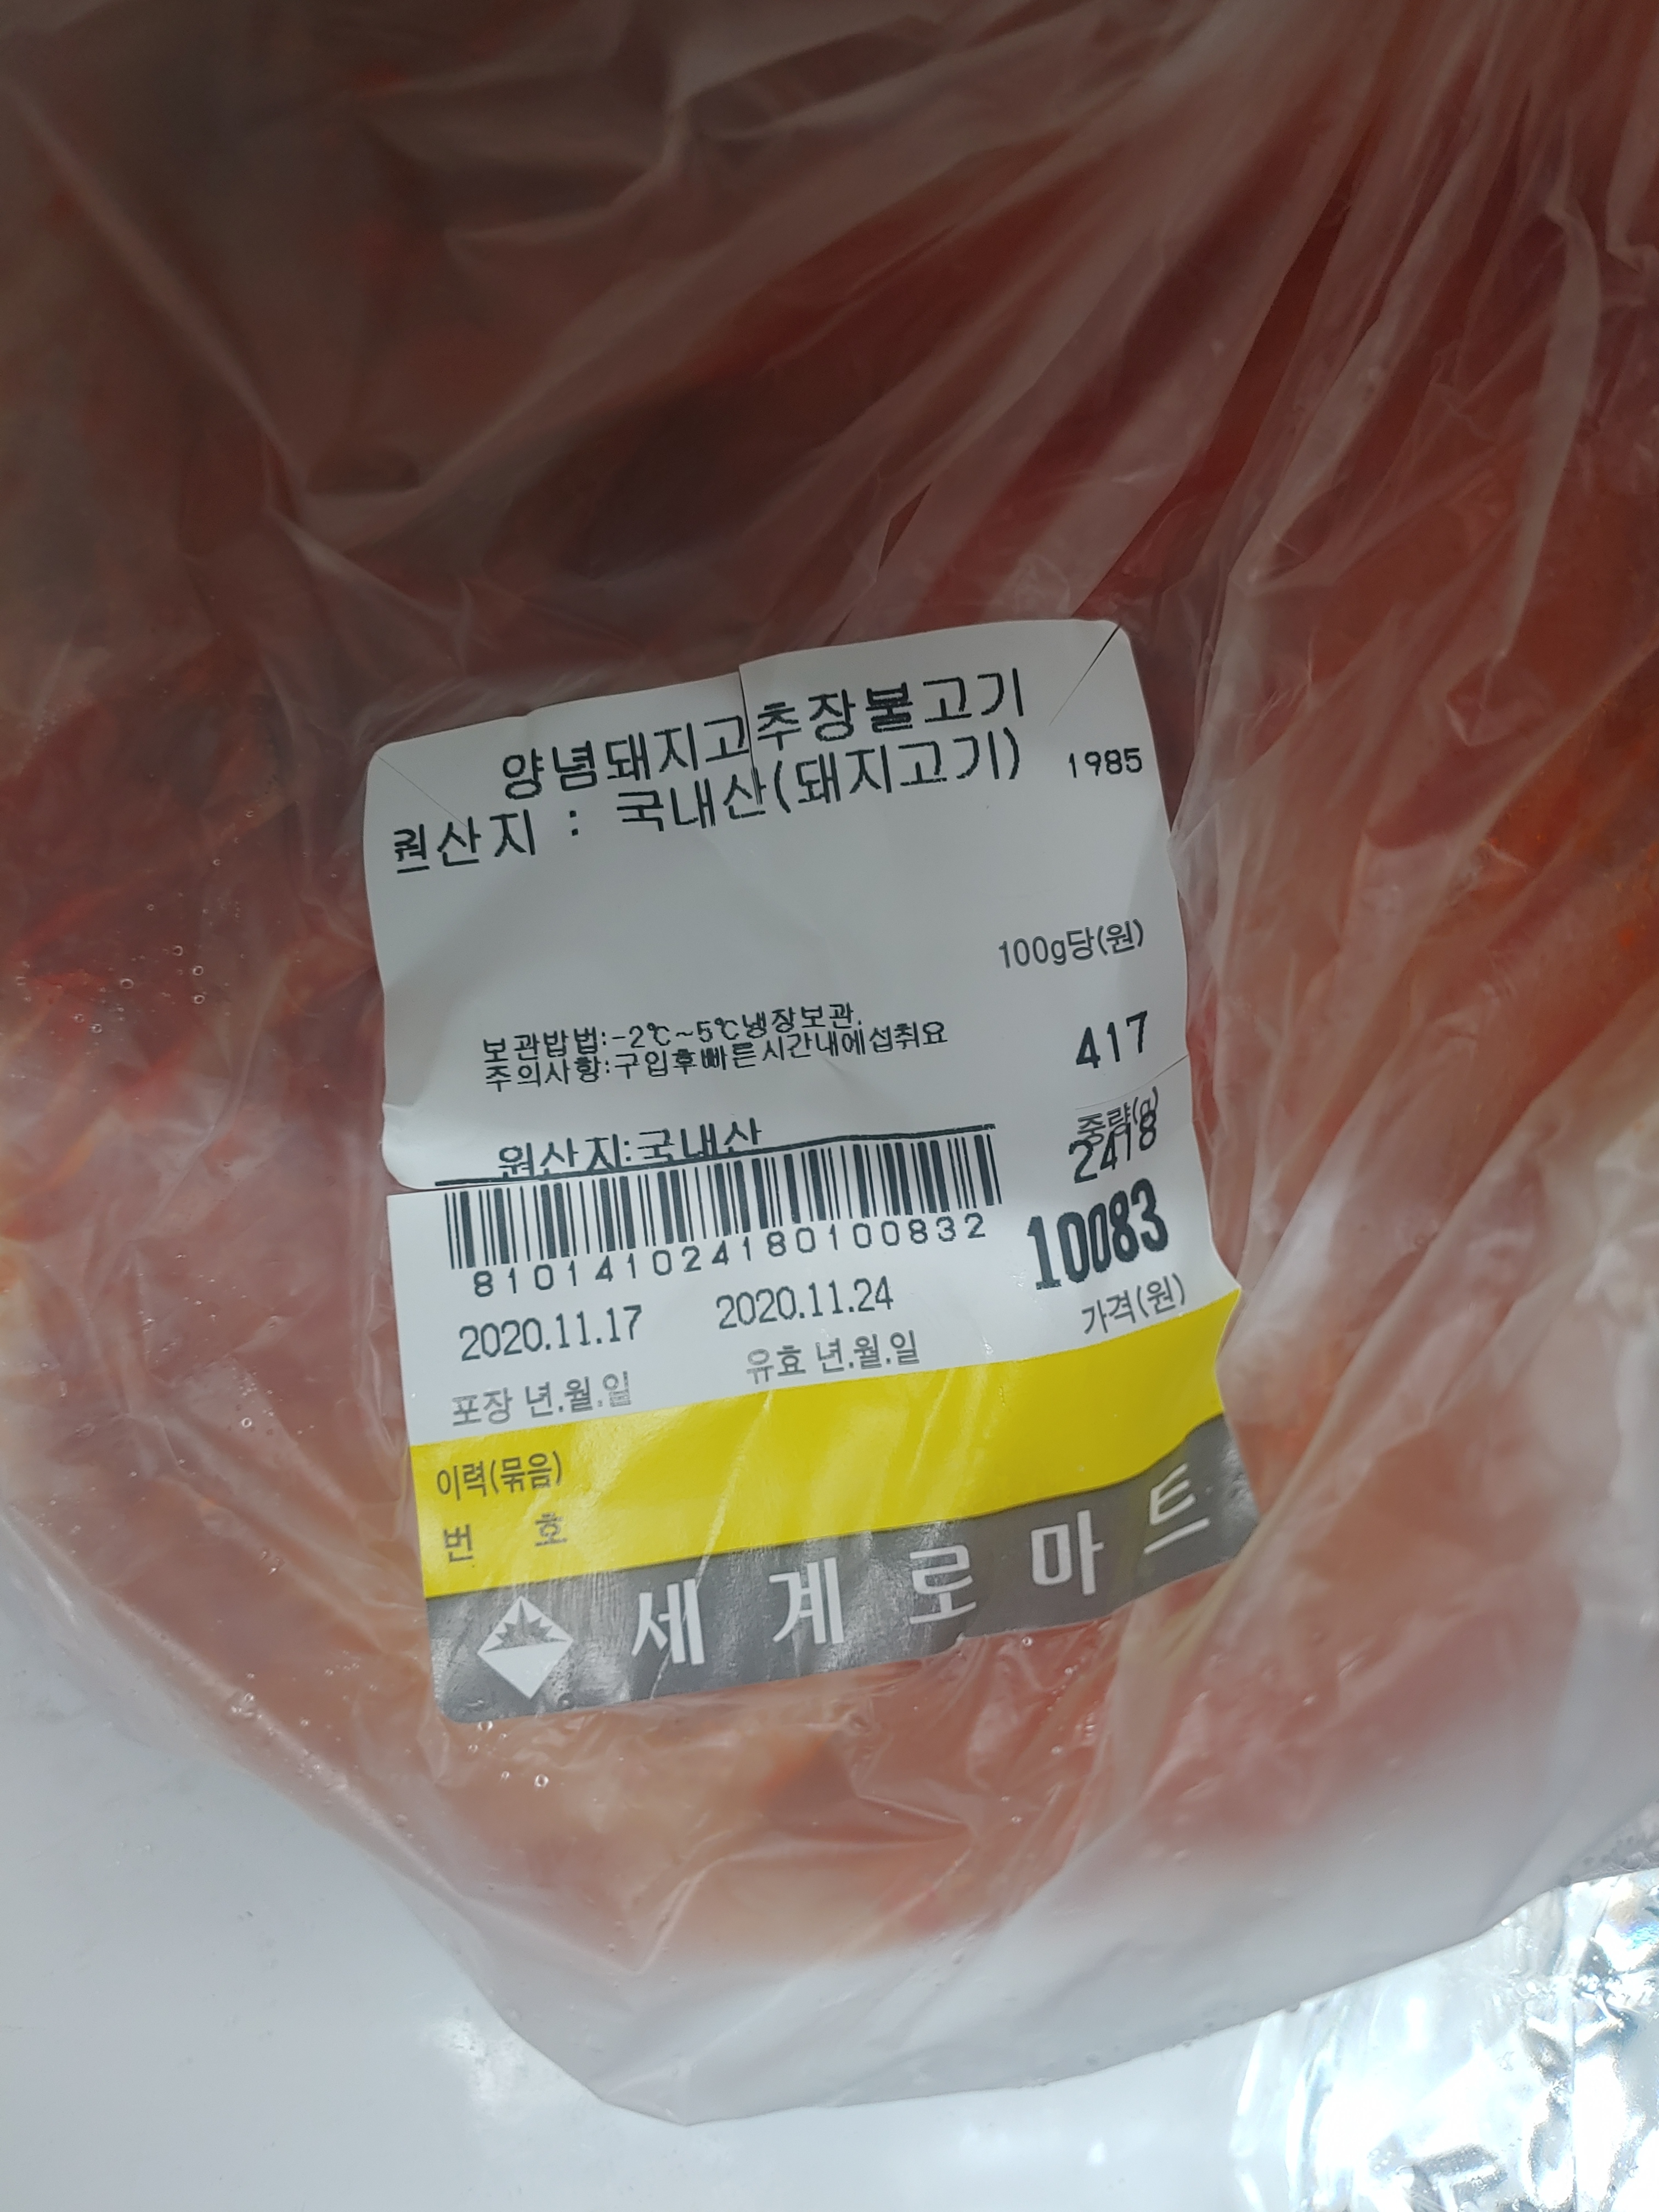 양념돼지고추장불고기
원산지 : 국내산(돼지고기) 1985
100g당(원)
보관밥법:-2℃~5℃냉장보관.
주의사항:구입후빠른시간내에섭취요
417
중량(g)
원산지:국내산
2418
810141024180100832
10083
2020.11.17 2020.11.24
가격(원)
포장 년.월.일 유효 년.월.일
이력(묶음)
번 호
세계로마트